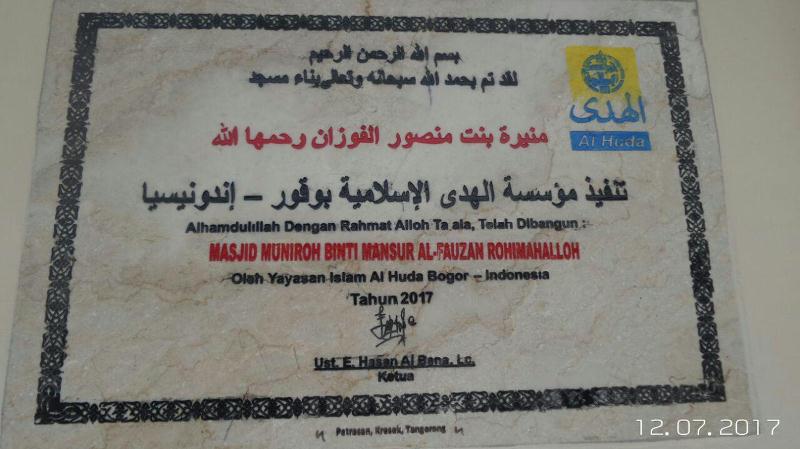 بسم الله الرحمن الرحيم
لقد تم بحمد الله سبحانه وتعالى بناء مسجد
الهدى
Al Huda
منيرة بنت منصور الفوزان رحمها الله
تنفيذ مؤسسة الهدى الإسلامية بوقور – إندونيسيا
Alhamdulillah Dengan Rahmat Alloh Ta ala, Telah Dibangun :
MASJID MUNIROH BINTI MANSUR AL-FAUZAN ROHIMAHALLOH
Oleh Yayasan Islam Al Huda Bogor – Indonesia
Tahun 2017
Ust. E. Hasan Al Bana, Lc.
Ketua
Petrasan, Kresek, Tangerang
12.07.2017